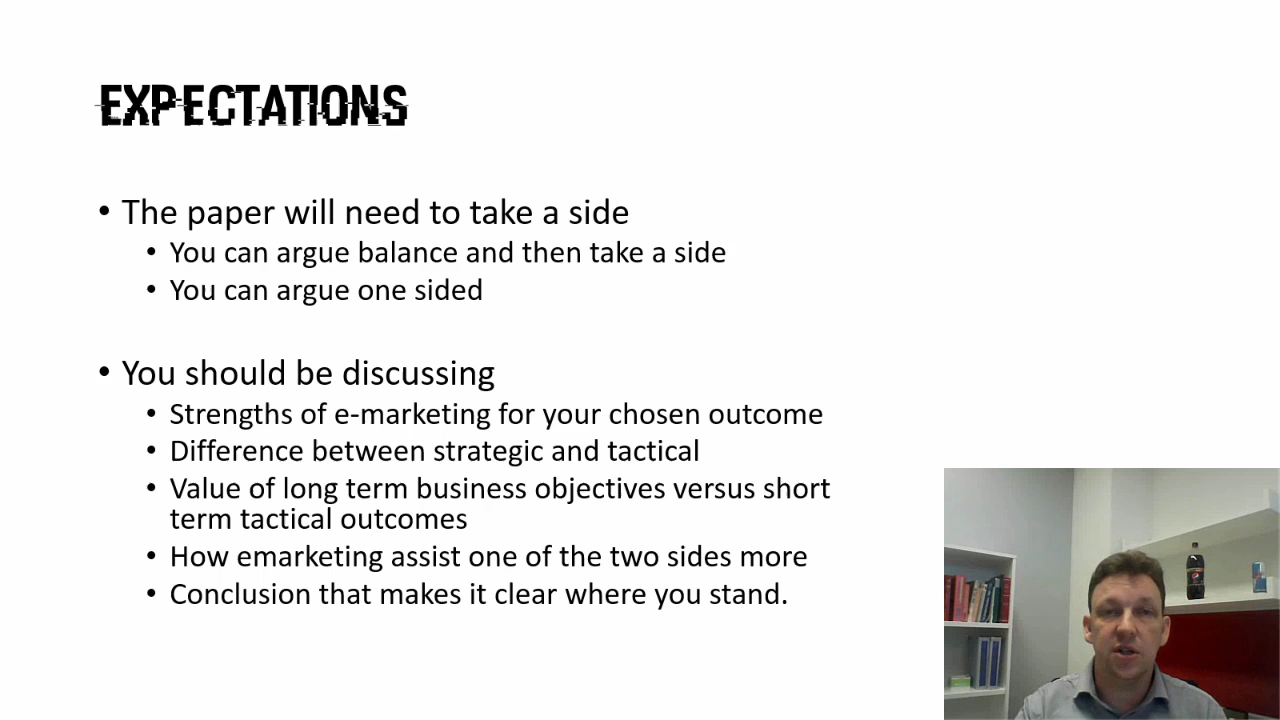 EXPECTATIONS
• The paper will need to take a side
• You can argue balance and then take a side
• You can argue one sided
• You should be discussing
• Strengths of e-marketing for your chosen outcome
• Difference between strategic and tactical
• Value of long term business objectives versus short
term tactical outcomes
• How emarketing assist one of the two sides more
• Conclusion that makes it clear where you stand.